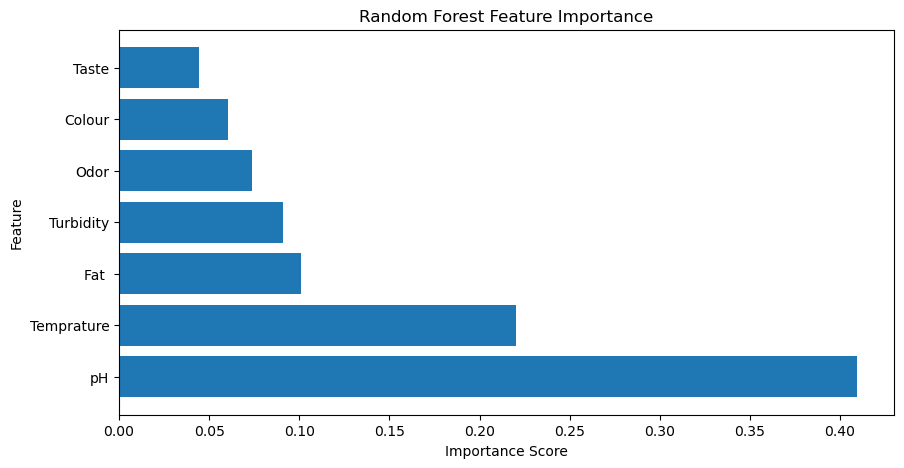 Random Forest Feature Importance
Taste
Colour
Odor
Turbidity
Fat
Temprature
pH
Feature
0.00 0.05 0.10 0.15 0.20 0.25 0.30 0.35 0.40
Importance Score